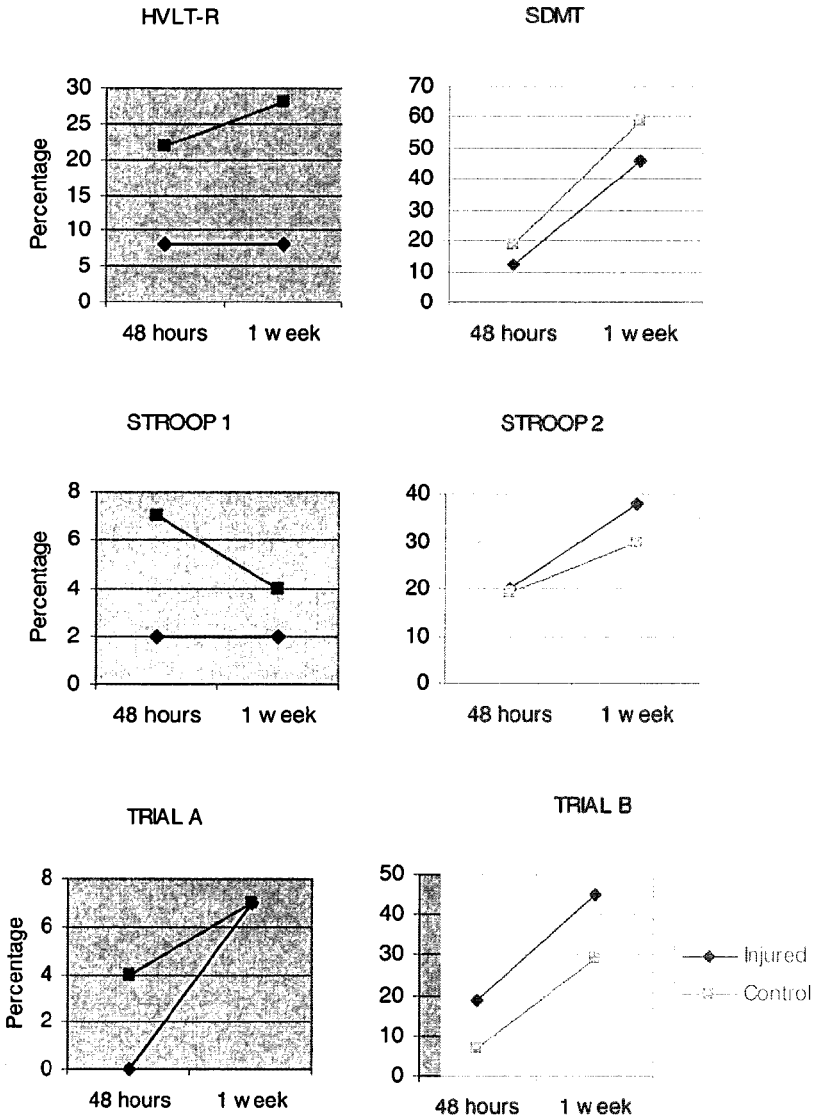 HVLT-R
SDMT
Percentage
30
25
20
15
10
5
0
48 hours 1 week
70
60
50
40
30
20
10
0
48 hours 1 week
STROOP 1
STROOP 2
Percentage
8
6
4
2
0
48 hours 1 week
40
30
20
10
0
48 hours 1 week
TRIAL A
TRIAL B
Percentage
8
6
4
2
0
48 hours 1 week
50
40
30
20
10
0
48 hours 1 week
Injured
Control